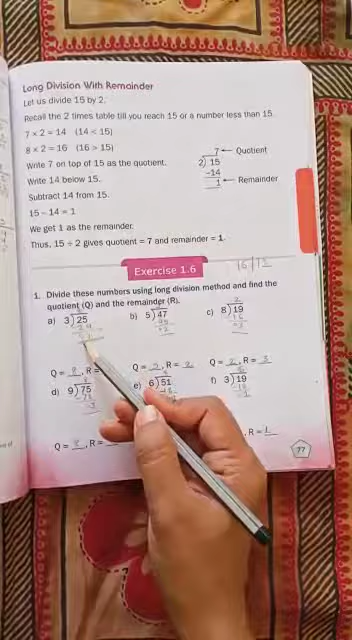 Long Division With Remainder
Let us divide 15 by 2.
Recall the 2 times table till you reach 15 or a number less than 15.
7 × 2 = 14 (14 < 15)
8 × 2 = 16 (16 > 15)
7 ← Quotient
Write 7 on top of 15 as the quotient.
2) 15
Write 14 below 15.
-14
1 ← Remainder
Subtract 14 from 15.
15 - 14 = 1
We get 1 as the remainder.
Thus, 15 ÷ 2 gives quotient = 7 and remainder = 1.
Exercise 1.6
1. Divide these numbers using long division method and find the
quotient (Q) and the remainder (R).
a) 3) 25
b) 5) 47
c) 8) 19
Q = 8, R =
Q = , R = 2
Q = 2, R = 3
d) 9) 75
e) 6) 51
f) 3) 19
Q = 8, R =
, R = 1
77